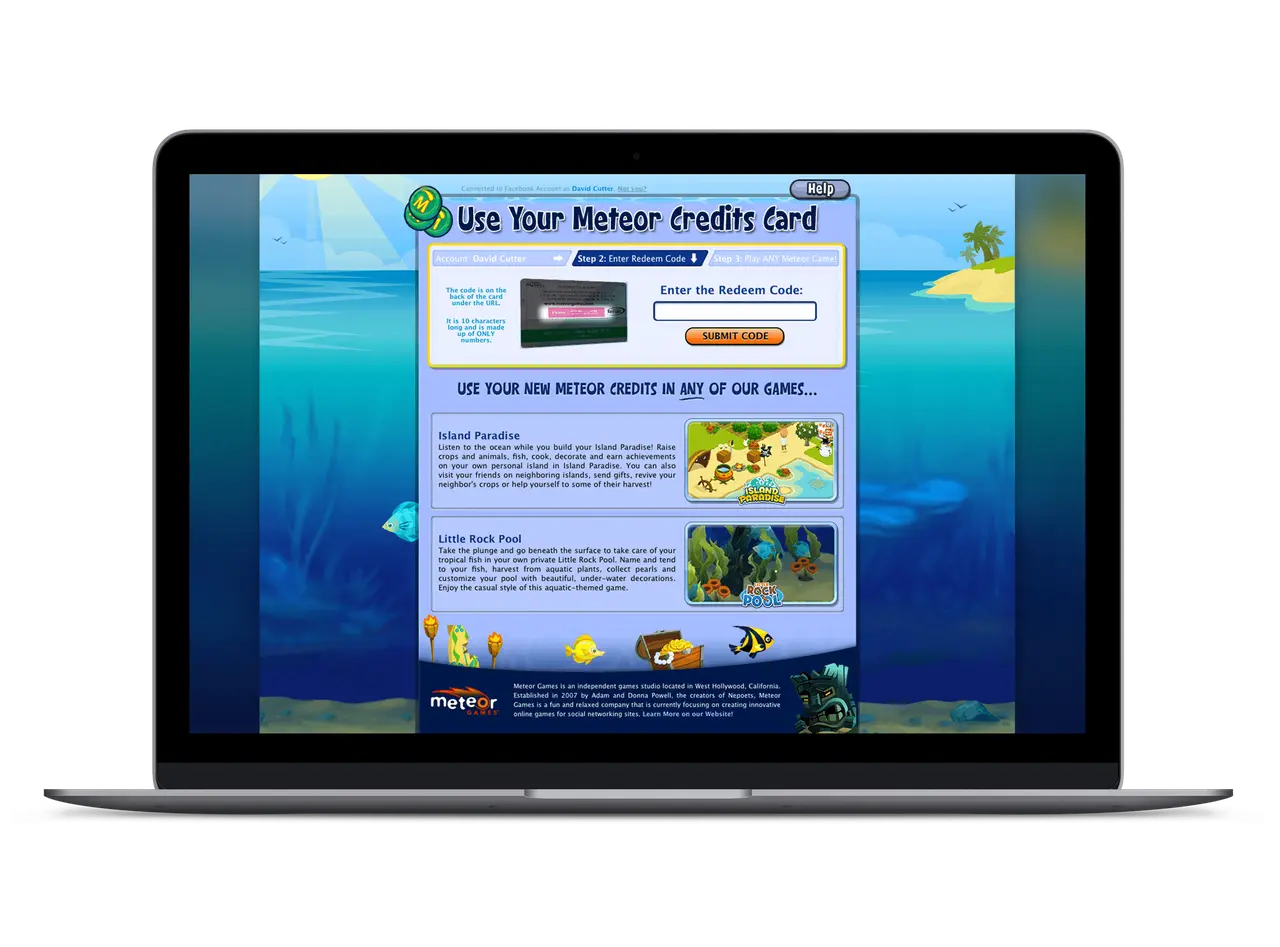 Connected to Facebook Account as David Cutter. Not you?
Help
M
Use Your Meteor Credits Card
Account David Cutter
Step 2: Enter Redeem Code
Step 3: Play ANY Meteor Game!
The code is on the
back of the card
under the URL.
It is 10 characters
long and is made
up of ONLY
numbers.
Enter the Redeem Code:
SUBMIT CODE
USE YOUR NEW METEOR CREDITS IN ANY OF OUR GAMES...
Island Paradise
Listen to the ocean while you build your Island Paradise! Raise
crops and animals, fish, cook, decorate and earn achievements
on your own personal island in Island Paradise. You can also
visit your friends on neighboring islands, send gifts, revive your
neighbor's crops or help yourself to some of their harvest!
ISLAND
PARADISE
Little Rock Pool
Take the plunge and go beneath the surface to take care of your
tropical fish in your own private Little Rock Pool. Name and tend
to your fish, harvest from aquatic plants, collect pearls and
customize your pool with beautiful, under-water decorations.
Enjoy the casual style of this aquatic-themed game.
LITTLE
ROCK
POOL
meteor
GAMES
Meteor Games is an independent games studio located in West Hollywood, California.
Established in 2007 by Adam and Donna Powell, the creators of Neopets, Meteor
Games is a fun and relaxed company that is currently focusing on creating innovative
online games for social networking sites. Learn More on our Website!